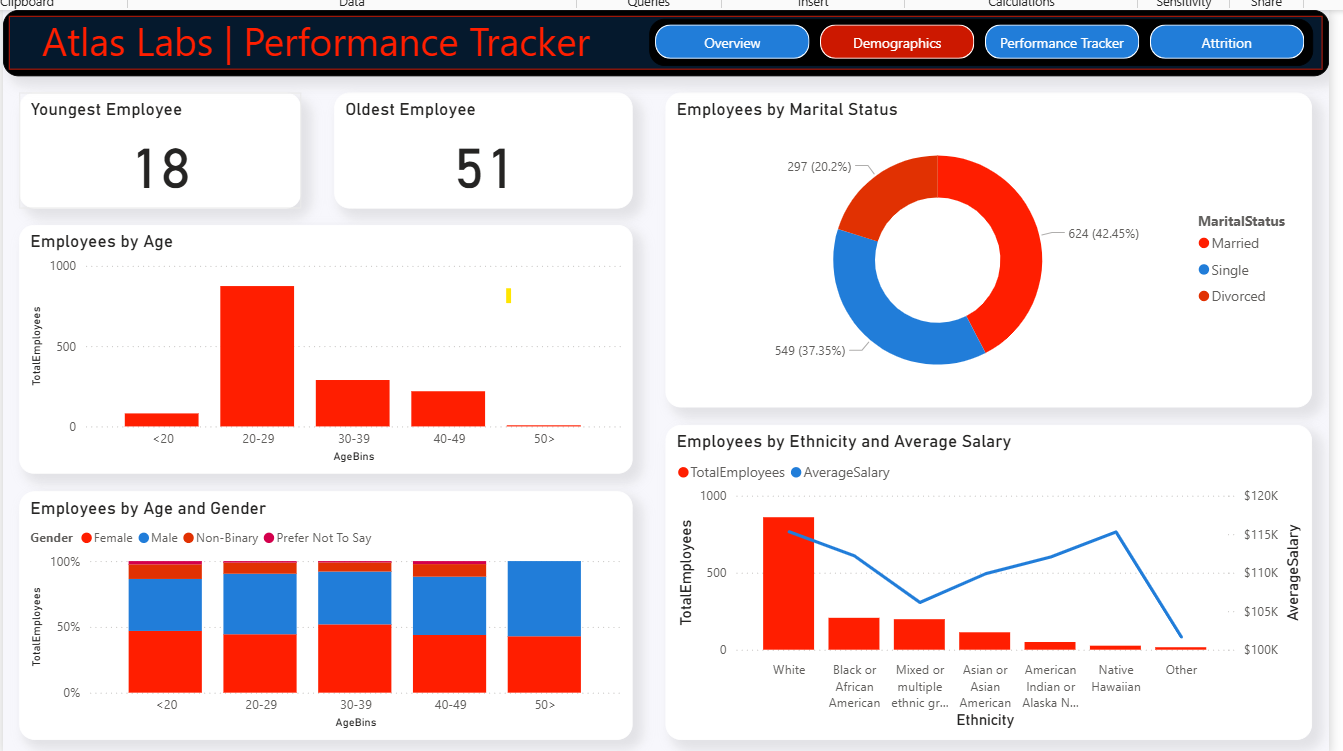 Clipboard Data Queries Insert Calculations Sensitivity Share
Atlas Labs | Performance Tracker
Overview Demographics Performance Tracker Attrition
Youngest Employee
18
Oldest Employee
51
Employees by Age
TotalEmployees
1000
500
0
<20 20-29 30-39 40-49 50>
AgeBins
Employees by Age and Gender
Gender Female Male Non-Binary Prefer Not To Say
TotalEmployees
100%
50%
0%
<20 20-29 30-39 40-49 50>
AgeBins
Employees by Marital Status
297 (20.2%)
624 (42.45%)
549 (37.35%)
MaritalStatus
Married
Single
Divorced
Employees by Ethnicity and Average Salary
TotalEmployees AverageSalary
TotalEmployees
1000
500
0
$120K
$115K
$110K
$105K
$100K
AverageSalary
White
Black or
African
American
Mixed or
multiple
ethnic gr...
Asian or
Asian
American
American
Indian or
Alaska N...
Native
Hawaiian
Other
Ethnicity